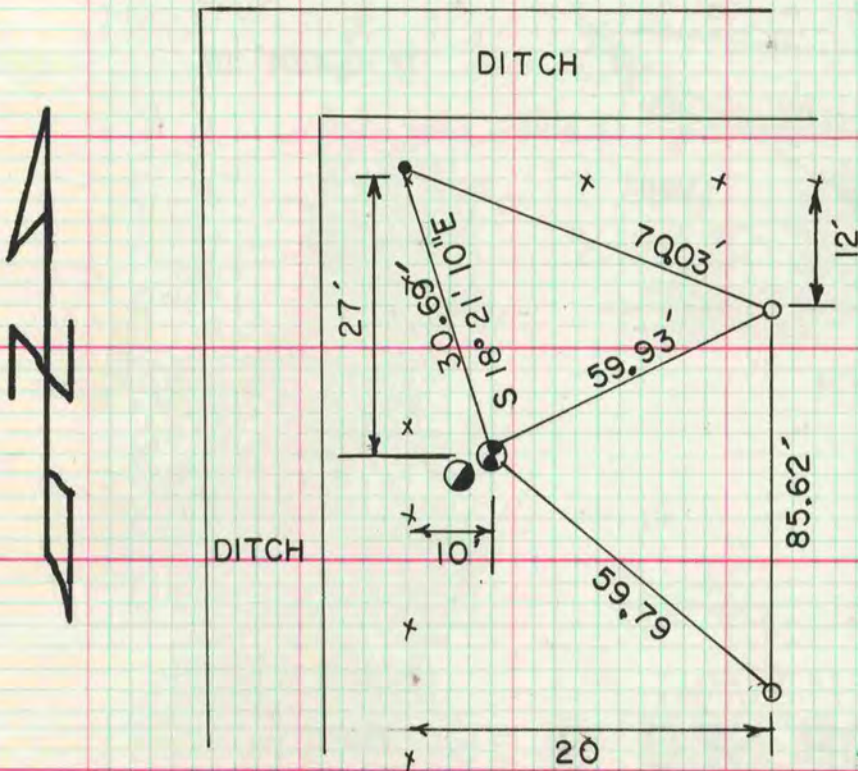 DITCH
12'
70.03'
30.69'
S 18° 21' 10"E
27'
59.93'
85.62'
DITCH
10'
59.79
20
N